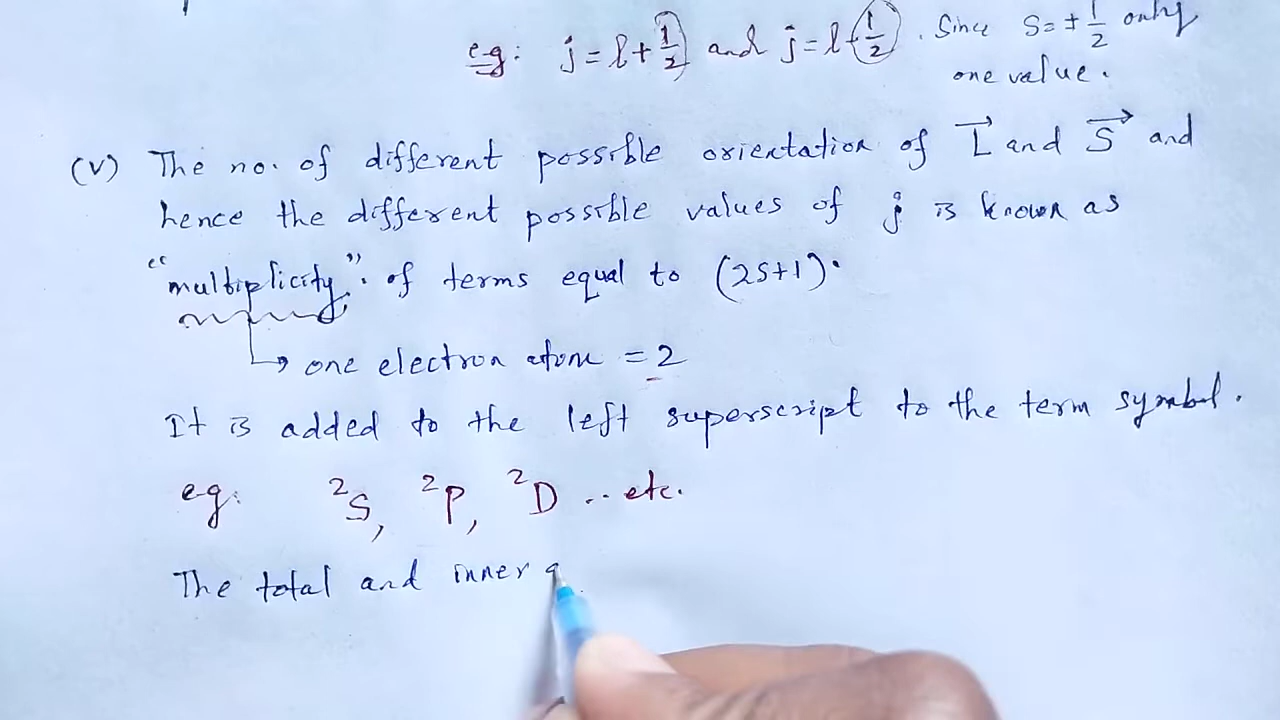 eg: j = l + 1/2 and j = l - 1/2. Since S = ± 1/2 only
one value.
(v) The no. of different possible orientation of L⃗ and S⃗ and
hence the different possible values of j is known as
"multiplicity". of terms equal to (2S+1).
→ one electron atom = 2
It is added to the left superscript to the term symbol.
eg: ²S, ²P, ²D .. etc.
The total and inner